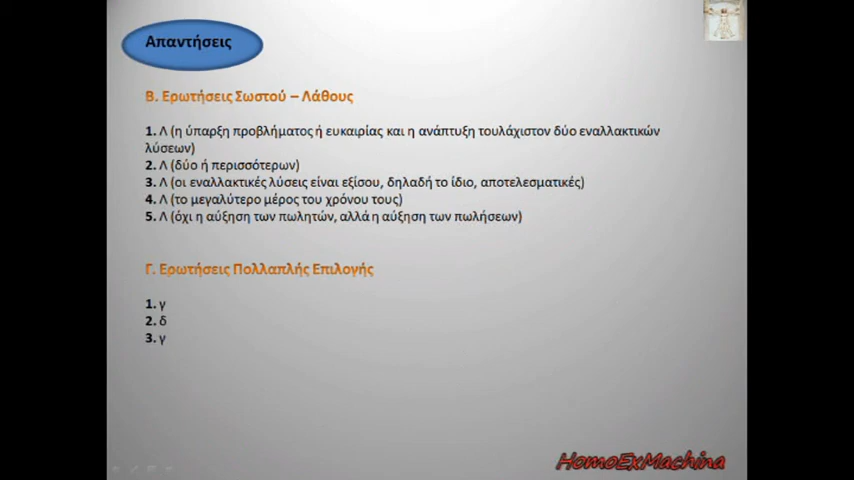 Απαντήσεις
Β. Ερωτήσεις Σωστού – Λάθους
1. Λ (η ύπαρξη προβλήματος ή ευκαιρίας και η ανάπτυξη τουλάχιστον δύο εναλλακτικών
λύσεων)
2. Λ (δύο ή περισσότερων)
3. Λ (οι εναλλακτικές λύσεις είναι εξίσου, δηλαδή το ίδιο, αποτελεσματικές)
4. Λ (το μεγαλύτερο μέρος του χρόνου τους)
5. Λ (όχι η αύξηση των πωλητών, αλλά η αύξηση των πωλήσεων)
Γ. Ερωτήσεις Πολλαπλής Επιλογής
1. γ
2. δ
3. γ
HomoExMachina